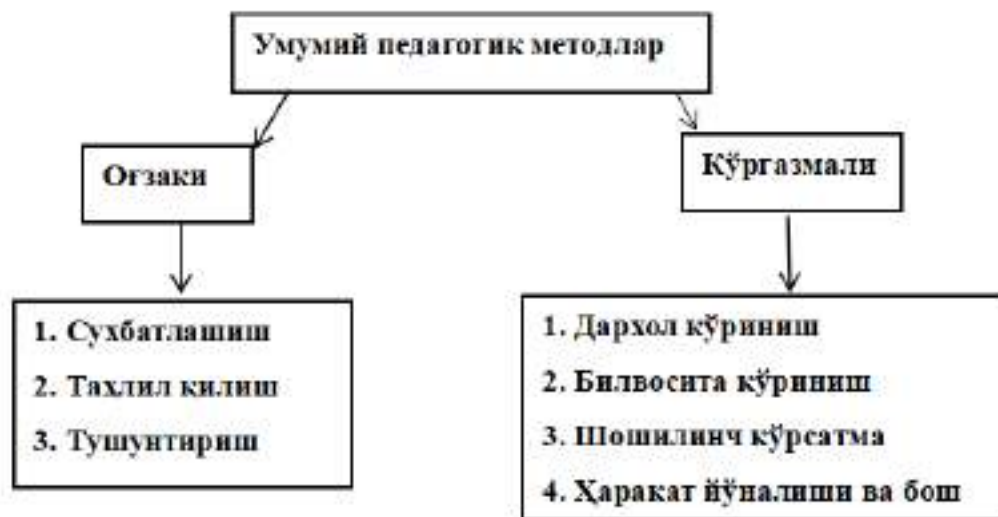 Умумий педагогик методлар
Оғзаки
Кўргазмали
1. Сухбатлашиш
2. Тахлил килиш
3. Тушунтириш
1. Дархол кўриниш
2. Билвосита кўриниш
3. Шошилинч кўрсатма
4. Ҳаракат йўналиши ва бош